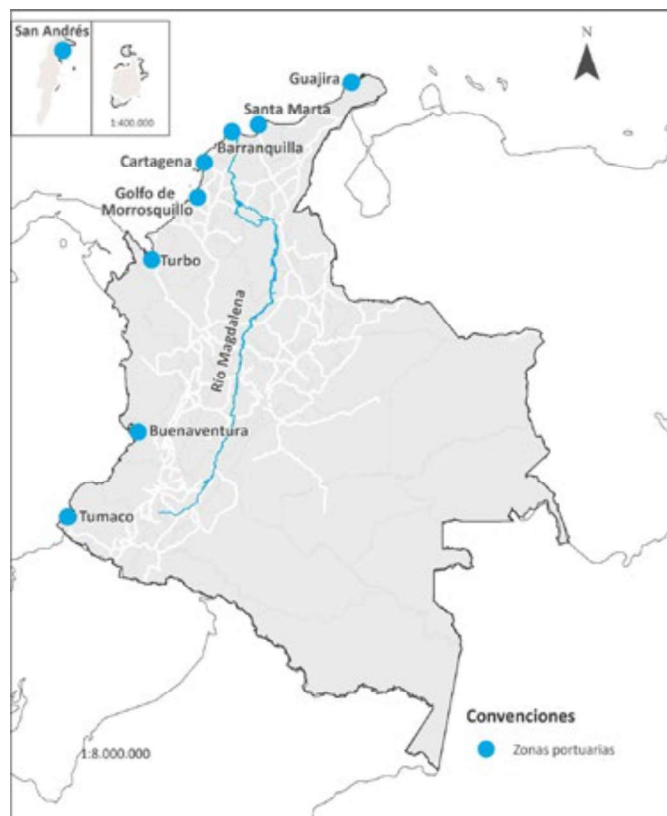 San Andrés
1:400.000
N
Guajira
Santa Marta
Barranquilla
Cartagena
Golfo de
Morrosquillo
Turbo
Río Magdalena
Buenaventura
Tumaco
Convenciones
Zonas portuarias
1:8.000.000